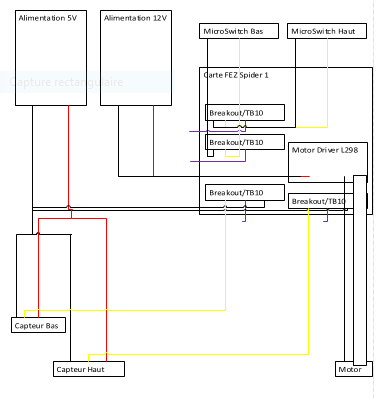 Alimentation 5V
Alimentation 12V
MicroSwitch Bas
MicroSwitch Haut
Capture rectangulaire
Carte FEZ Spider 1
Breakout/TB10
Breakout/TB10
Motor Driver L298
Breakout/TB10
Breakout/TB10
Capteur Bas
Capteur Haut
Motor